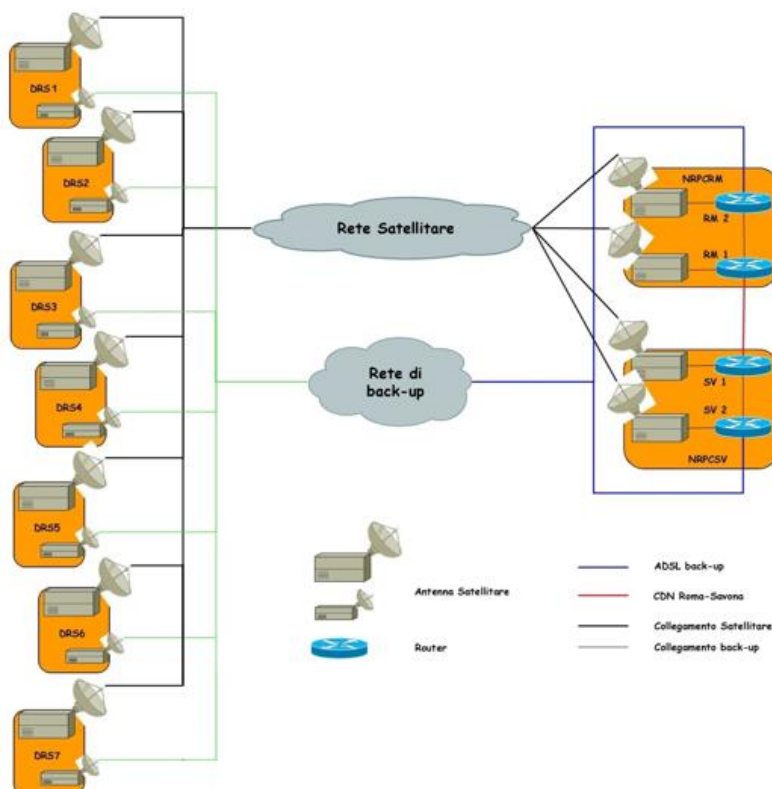 DRS1
DRS2
DRS3
DRS4
DRS5
DRS6
DRS7
Rete Satellitare
Rete di
back-up
NRPCRM
RM 2
RM 1
SV 1
SV 2
NRPCSV
Antenna Satellitare
Router
ADSL back-up
CDN Roma-Savona
Collegamento Satellitare
Collegamento back-up